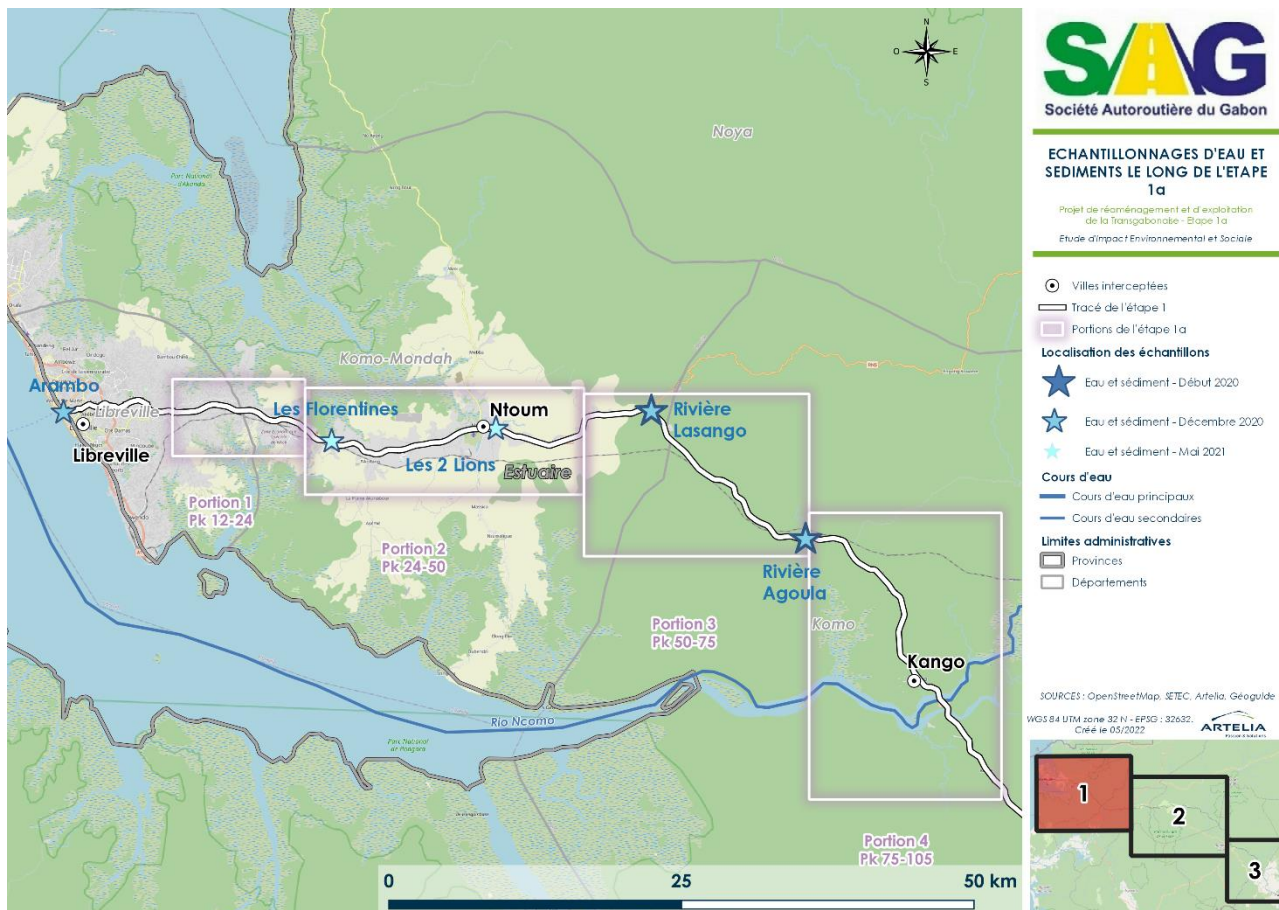 N
O
E
S
Noya
Parc National
d'Akanda
Komo-Mondah
Arambo
Libreville
Libreville
Les Florentines
Ntoum
Les 2 Lions
Estuaire
Rivière
Lasango
Portion 1
Pk 12-24
Portion 2
Pk 24-50
Rivière
Agoula
Portion 3
Pk 50-75
Komo
Kango
Rio Ncomo
Parc National
de Pongara
Portion 4
Pk 75-105
0
25
50 km
SAG
Société Autoroutière du Gabon
ECHANTILLONNAGES D'EAU ET
SEDIMENTS LE LONG DE L'ETAPE
1a
Projet de réaménagement et d'exploitation
de la Transgabonaise - Etape 1a
Etude d'Impact Environnemental et Sociale
Villes interceptées
Tracé de l'étape 1
Portions de l'étape 1a
Localisation des échantillons
Eau et sédiment - Début 2020
Eau et sédiment - Décembre 2020
Eau et sédiment - Mai 2021
Cours d'eau
Cours d'eau principaux
Cours d'eau secondaires
Limites administratives
Provinces
Départements
SOURCES : OpenStreetMap, SETEC, Artelia, Géoguide
WGS 84 UTM zone 32 N - EPSG : 32632.
Créé le 05/2022
ARTELIA
1
2
3